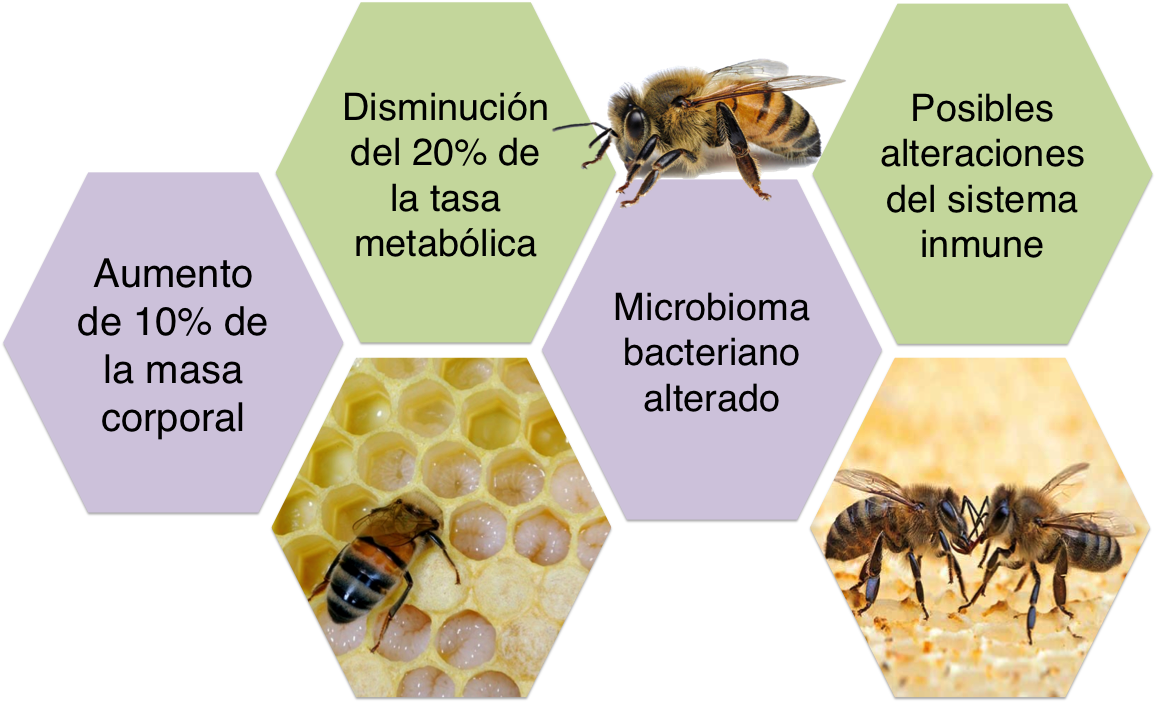 Disminución
del 20% de
la tasa
metabólica
Posibles
alteraciones
del sistema
inmune
Aumento
de 10% de
la masa
corporal
Microbioma
bacteriano
alterado